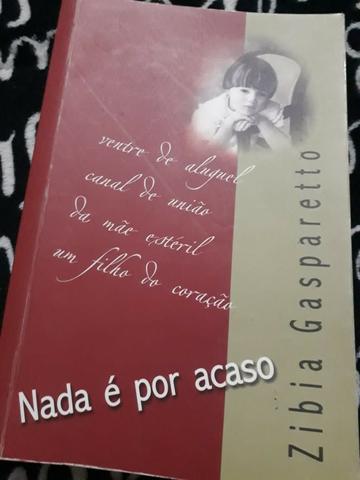 ventre de aluguel
canal de união
da mãe estéril
um filho do coração
Nada é por acaso
Zibia Gasparetto